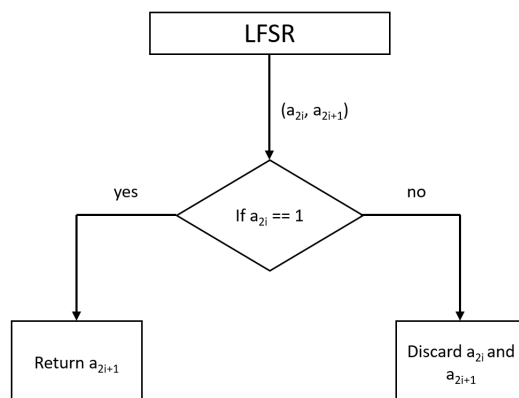 LFSR
(a₂ᵢ, a₂ᵢ₊₁)
yes
no
If a₂ᵢ == 1
Return a₂ᵢ₊₁
Discard a₂ᵢ and
a₂ᵢ₊₁